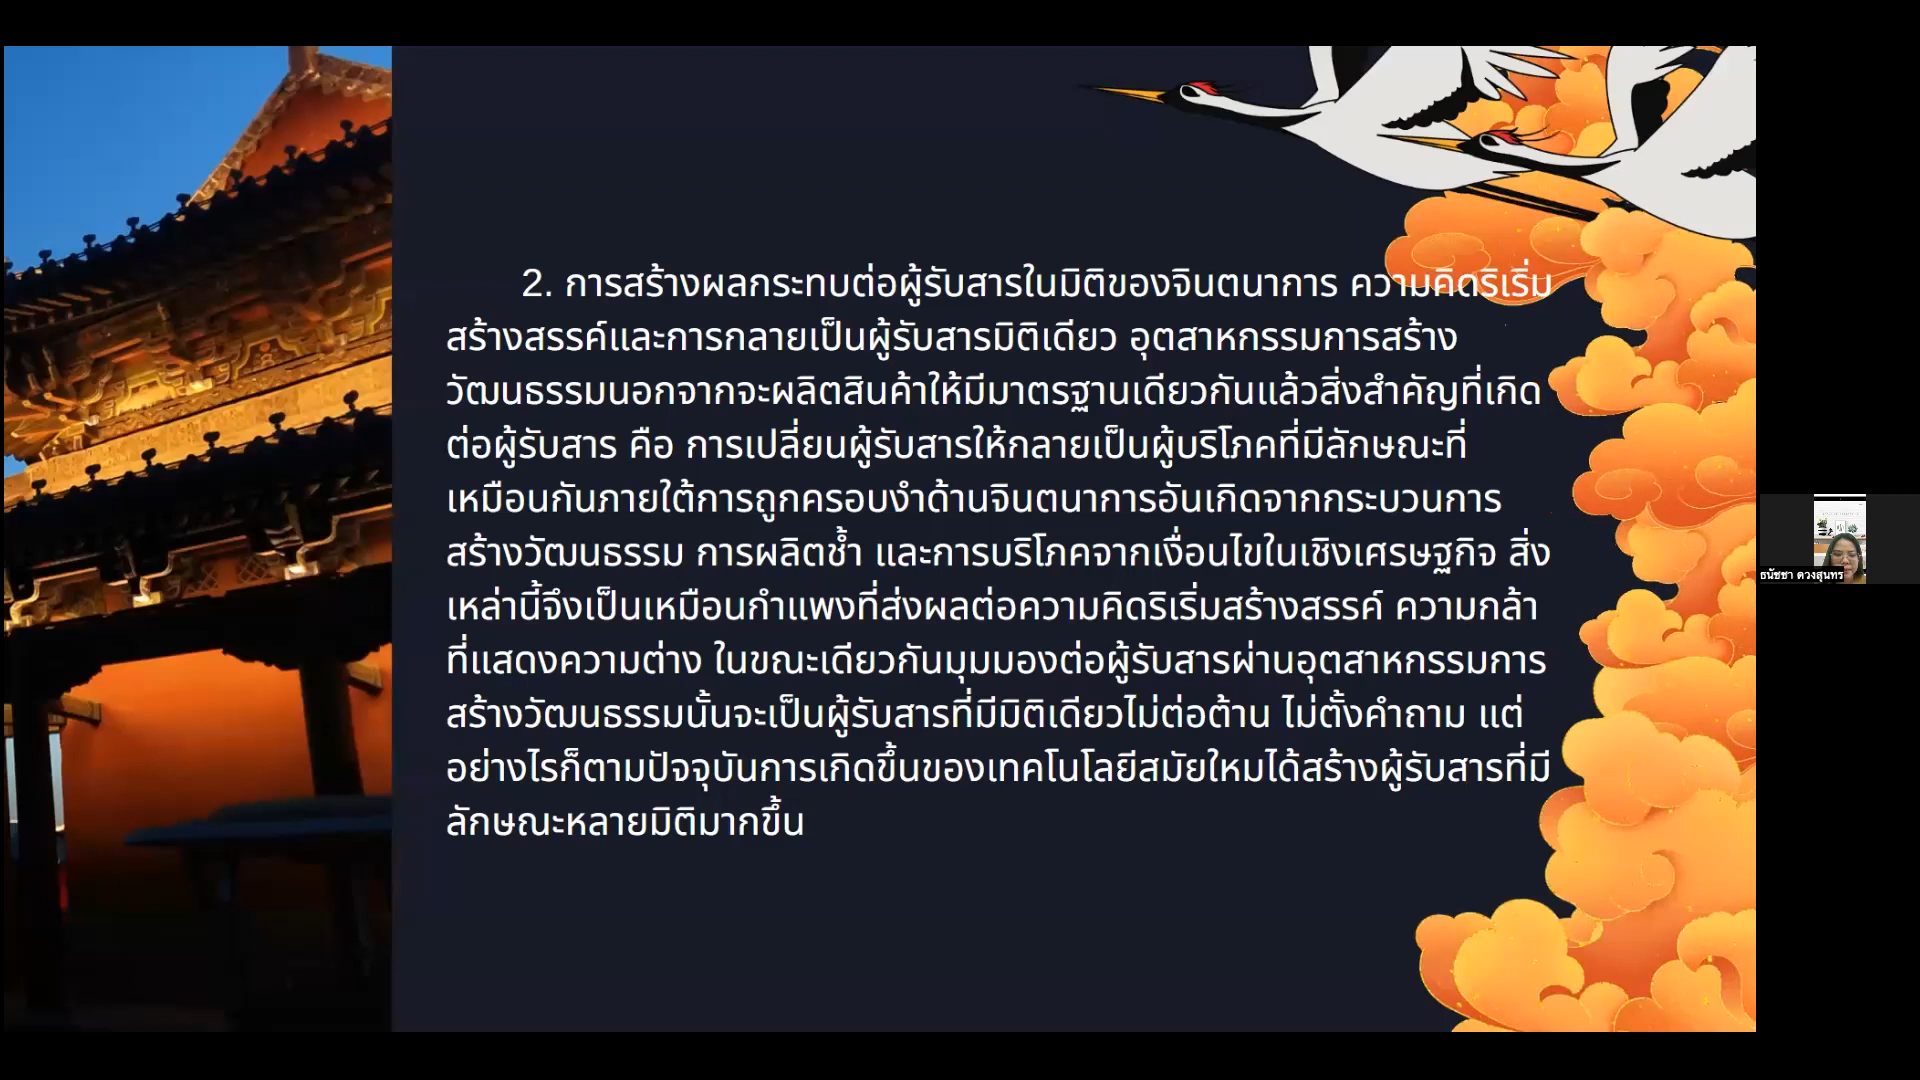 2. การสร้างผลกระทบต่อผู้รับสารในมิติของจินตนาการ ความคิดริเริ่ม
สร้างสรรค์และการกลายเป็นผู้รับสารมิติเดียว อุตสาหกรรมการสร้าง
วัฒนธรรมนอกจากจะผลิตสินค้าให้มีมาตรฐานเดียวกันแล้วสิ่งสำคัญที่เกิด
ต่อผู้รับสาร คือ การเปลี่ยนผู้รับสารให้กลายเป็นผู้บริโภคที่มีลักษณะที่
เหมือนกันภายใต้การถูกครอบงำด้านจินตนาการอันเกิดจากกระบวนการ
สร้างวัฒนธรรม การผลิตซ้ำ และการบริโภคจากเงื่อนไขในเชิงเศรษฐกิจ สิ่ง
เหล่านี้จึงเป็นเหมือนกำแพงที่ส่งผลต่อความคิดริเริ่มสร้างสรรค์ ความกล้า
ที่แสดงความต่าง ในขณะเดียวกันมุมมองต่อผู้รับสารผ่านอุตสาหกรรมการ
สร้างวัฒนธรรมนั้นจะเป็นผู้รับสารที่มีมิติเดียวไม่ต่อต้าน ไม่ตั้งคำถาม แต่
อย่างไรก็ตามปัจจุบันการเกิดขึ้นของเทคโนโลยีสมัยใหม่ได้สร้างผู้รับสารที่มี
ลักษณะหลายมิติมากขึ้น
ธนัชชา ดวงสุนทร